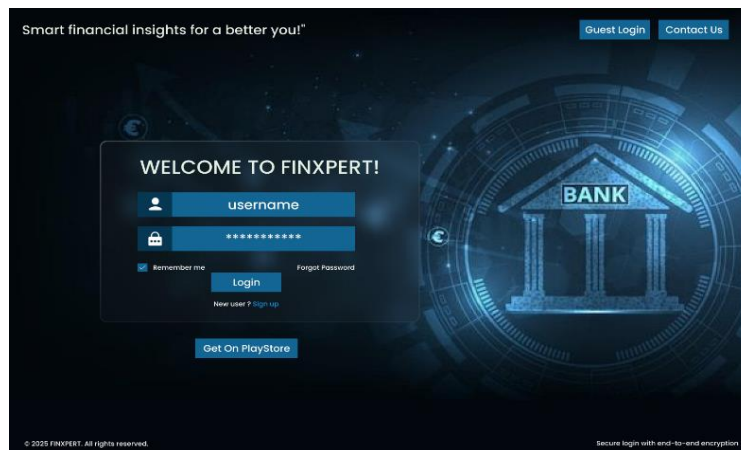 Smart financial insights for a better you!"
Guest Login
Contact Us
WELCOME TO FINXPERT!
BANK
username
***********
Remember me
Forgot Password
Login
New user ? Sign up
Get On PlayStore
© 2025 FINXPERT. All rights reserved.
Secure login with end-to-end encryption